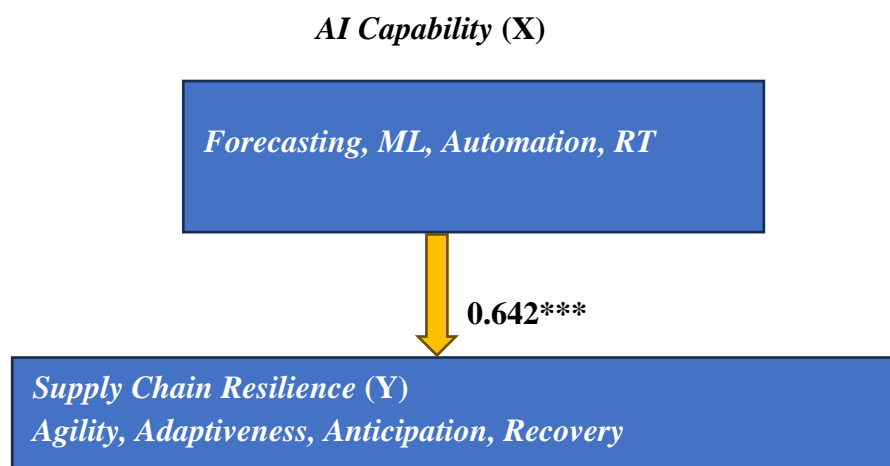 AI Capability (X)
Forecasting, ML, Automation, RT
0.642***
Supply Chain Resilience (Y)
Agility, Adaptiveness, Anticipation, Recovery